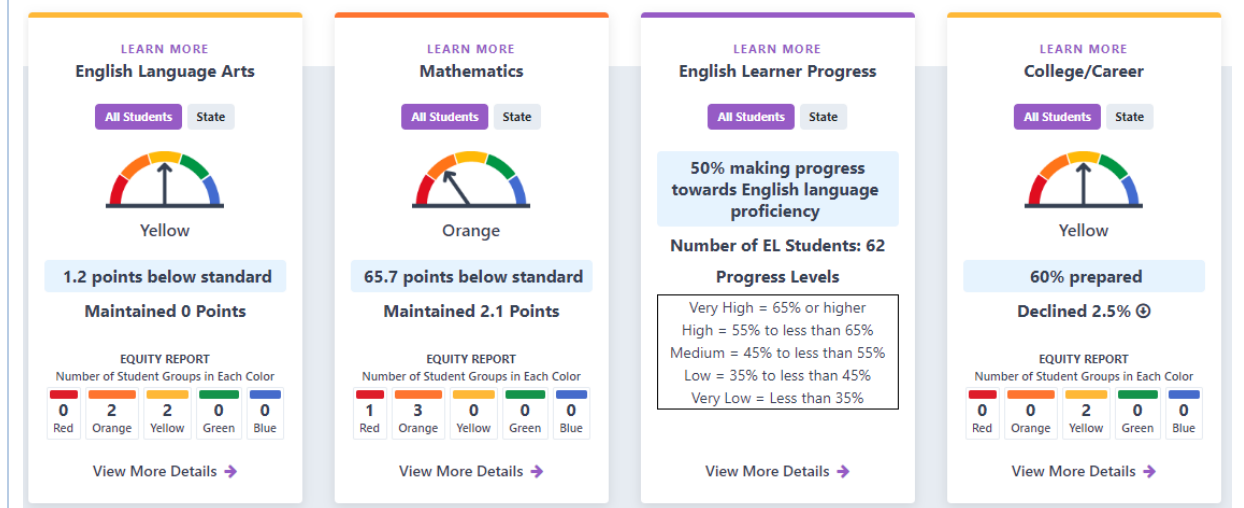 LEARN MORE
English Language Arts
All Students State
Yellow
1.2 points below standard
Maintained 0 Points
EQUITY REPORT
Number of Student Groups in Each Color
0 2 2 0 0
Red Orange Yellow Green Blue
View More Details →
LEARN MORE
Mathematics
All Students State
Orange
65.7 points below standard
Maintained 2.1 Points
EQUITY REPORT
Number of Student Groups in Each Color
1 3 0 0 0
Red Orange Yellow Green Blue
View More Details →
LEARN MORE
English Learner Progress
All Students State
50% making progress
towards English language
proficiency
Number of EL Students: 62
Progress Levels
Very High = 65% or higher
High = 55% to less than 65%
Medium = 45% to less than 55%
Low = 35% to less than 45%
Very Low = Less than 35%
View More Details →
LEARN MORE
College/Career
All Students State
Yellow
60% prepared
Declined 2.5%
EQUITY REPORT
Number of Student Groups in Each Color
0 0 2 0 0
Red Orange Yellow Green Blue
View More Details →